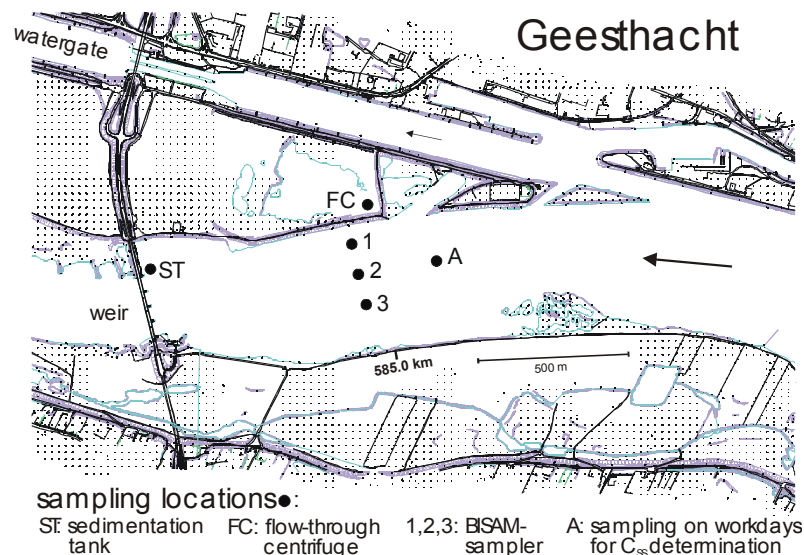 Geesthacht
watergate
FC
1
A
ST
2
3
weir
585.0 km
500 m
sampling locations●:
ST: sedimentation tank
FC: flow-through centrifuge
1,2,3: BISAM-sampler
A: sampling on workdays for Css determination